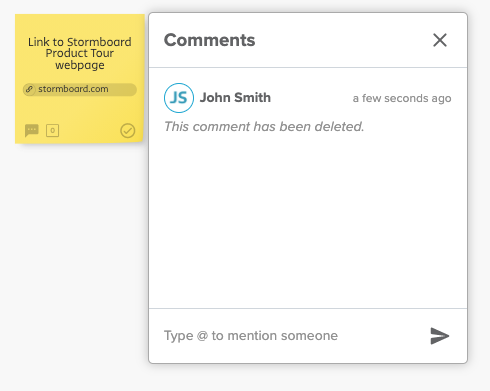 Link to Stormboard
Product Tour
webpage
stormboard.com
0
Comments
JS John Smith a few seconds ago
This comment has been deleted.
Type @ to mention someone